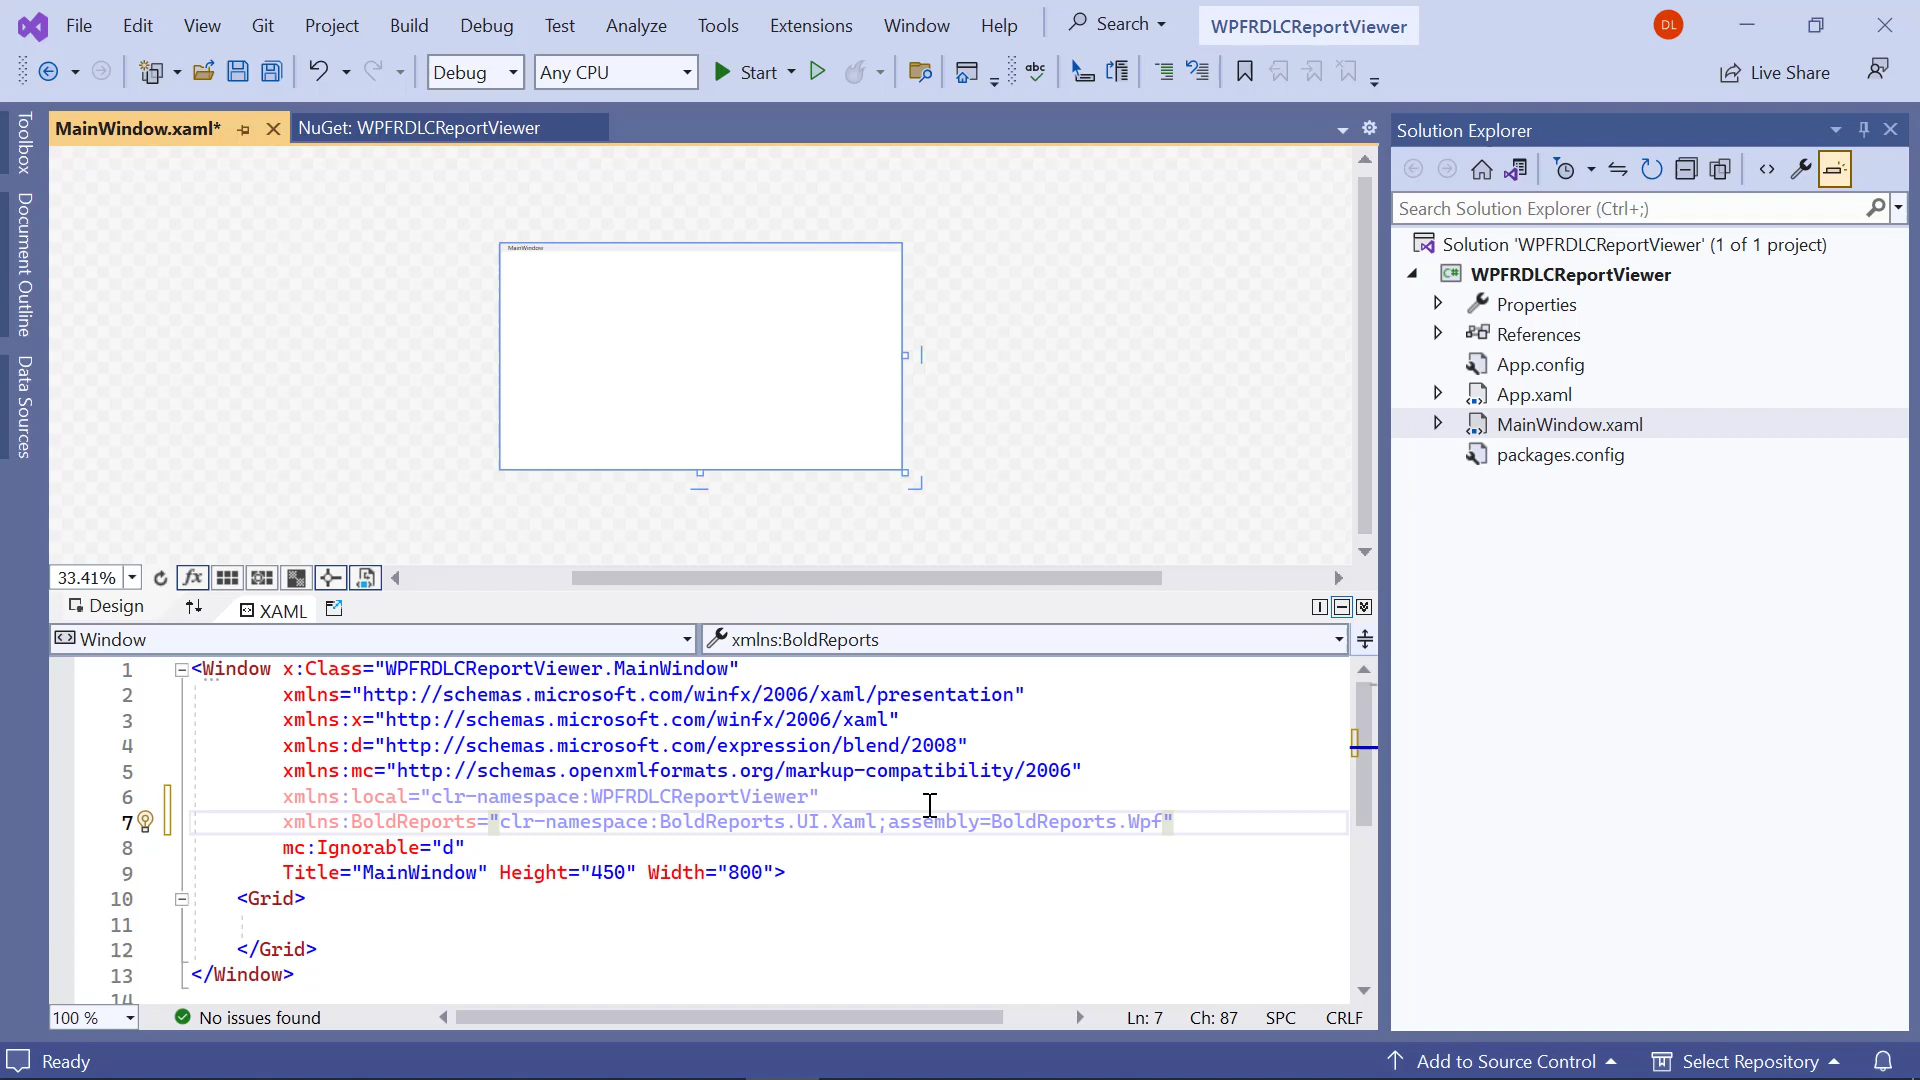 File Edit View Git Project Build Debug Test Analyze Tools Extensions Window Help Search WPFRDLCReportViewer DL
Debug Any CPU Start abc Live Share
MainWindow.xaml* NuGet: WPFRDLCReportViewer
Toolbox
Document Outline
Data Sources
MainWindow
33.41% fx
Design XAML
Window xmlns:BoldReports
1 <Window x:Class="WPFRDLCReportViewer.MainWindow"
2 xmlns="http://schemas.microsoft.com/winfx/2006/xaml/presentation"
3 xmlns:x="http://schemas.microsoft.com/winfx/2006/xaml"
4 xmlns:d="http://schemas.microsoft.com/expression/blend/2008"
5 xmlns:mc="http://schemas.openxmlformats.org/markup-compatibility/2006"
6 xmlns:local="clr-namespace:WPFRDLCReportViewer"
7 xmlns:BoldReports="clr-namespace:BoldReports.UI.Xaml;assembly=BoldReports.Wpf"
8 mc:Ignorable="d"
9 Title="MainWindow" Height="450" Width="800">
10 <Grid>
11
12 </Grid>
13 </Window>
14
100 % No issues found Ln: 7 Ch: 87 SPC CRLF
Solution Explorer
Search Solution Explorer (Ctrl+;)
Solution 'WPFRDLCReportViewer' (1 of 1 project)
C# WPFRDLCReportViewer
Properties
References
App.config
App.xaml
MainWindow.xaml
packages.config
Ready Add to Source Control Select Repository